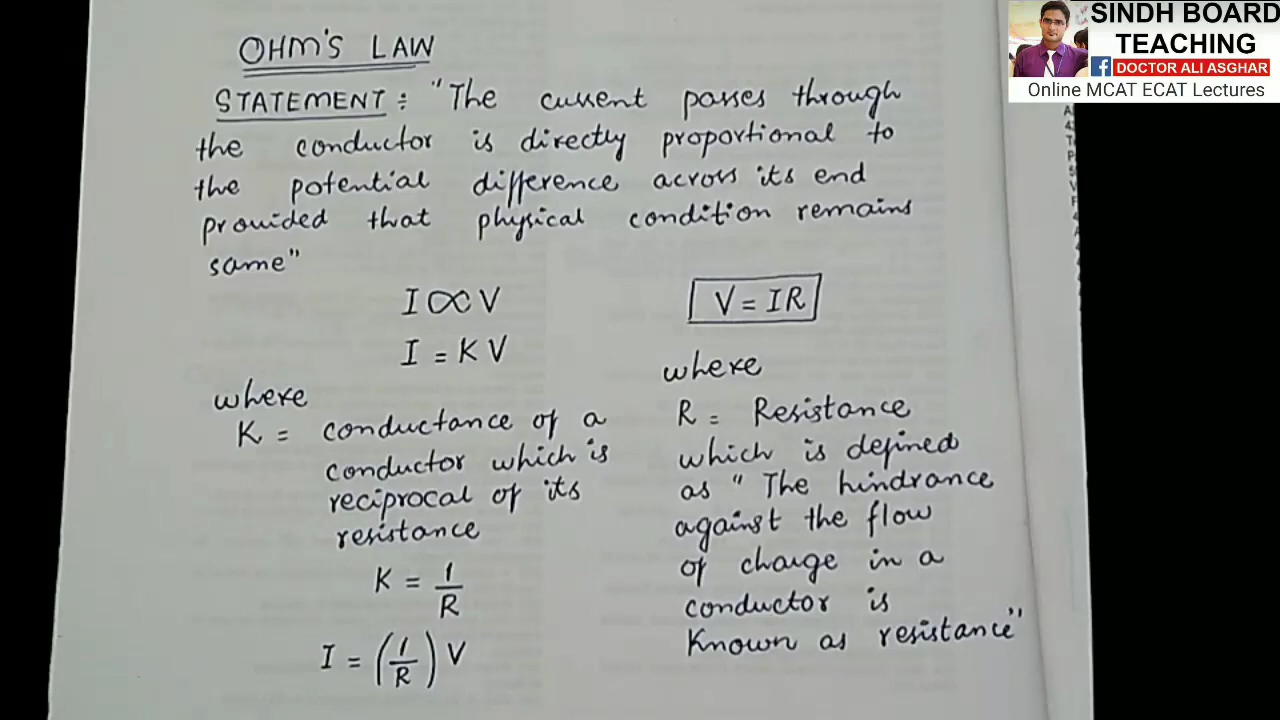 OHM'S LAW
STATEMENT : "The current passes through
the conductor is directly proportional to
the potential difference across its end
provided that physical condition remains
same"
I ∝ V
I = K V
where
K = conductance of a
conductor which is
reciprocal of its
resistance
K = 1/R
I = (1/R) V
V = IR
where
R = Resistance
which is defined
as "The hindrance
against the flow
of charge in a
conductor is
known as resistance"
SINDH BOARD
TEACHING
f DOCTOR ALI ASGHAR
Online MCAT ECAT Lectures